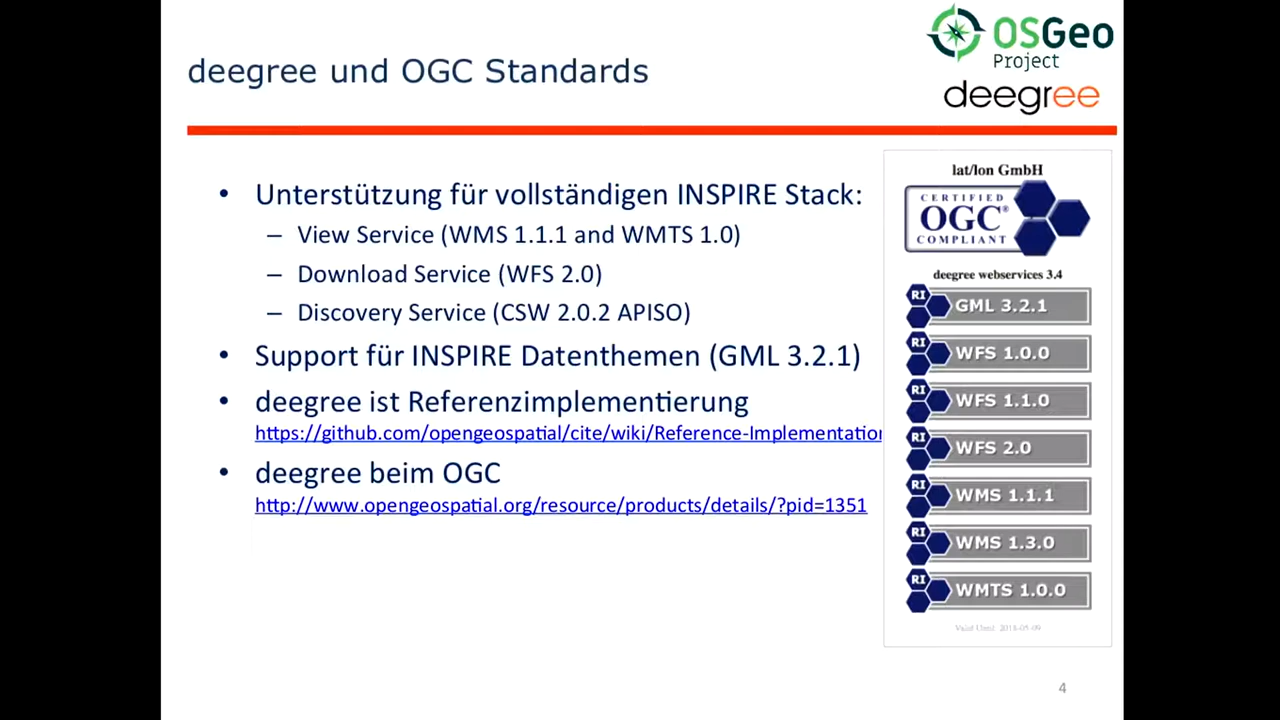 deegree und OGC Standards
OSGeo
Project
deegree
• Unterstützung für vollständigen INSPIRE Stack:
– View Service (WMS 1.1.1 and WMTS 1.0)
– Download Service (WFS 2.0)
– Discovery Service (CSW 2.0.2 APISO)
• Support für INSPIRE Datenthemen (GML 3.2.1)
• deegree ist Referenzimplementierung
https://github.com/opengeospatial/cite/wiki/Reference-Implementation
• deegree beim OGC
http://www.opengeospatial.org/resource/products/details/?pid=1351
lat/lon GmbH
CERTIFIED
OGC®
COMPLIANT
deegree webservices 3.4
RI GML 3.2.1
RI WFS 1.0.0
RI WFS 1.1.0
RI WFS 2.0
RI WMS 1.1.1
RI WMS 1.3.0
RI WMTS 1.0.0
Valid Until 2018-05-09
4